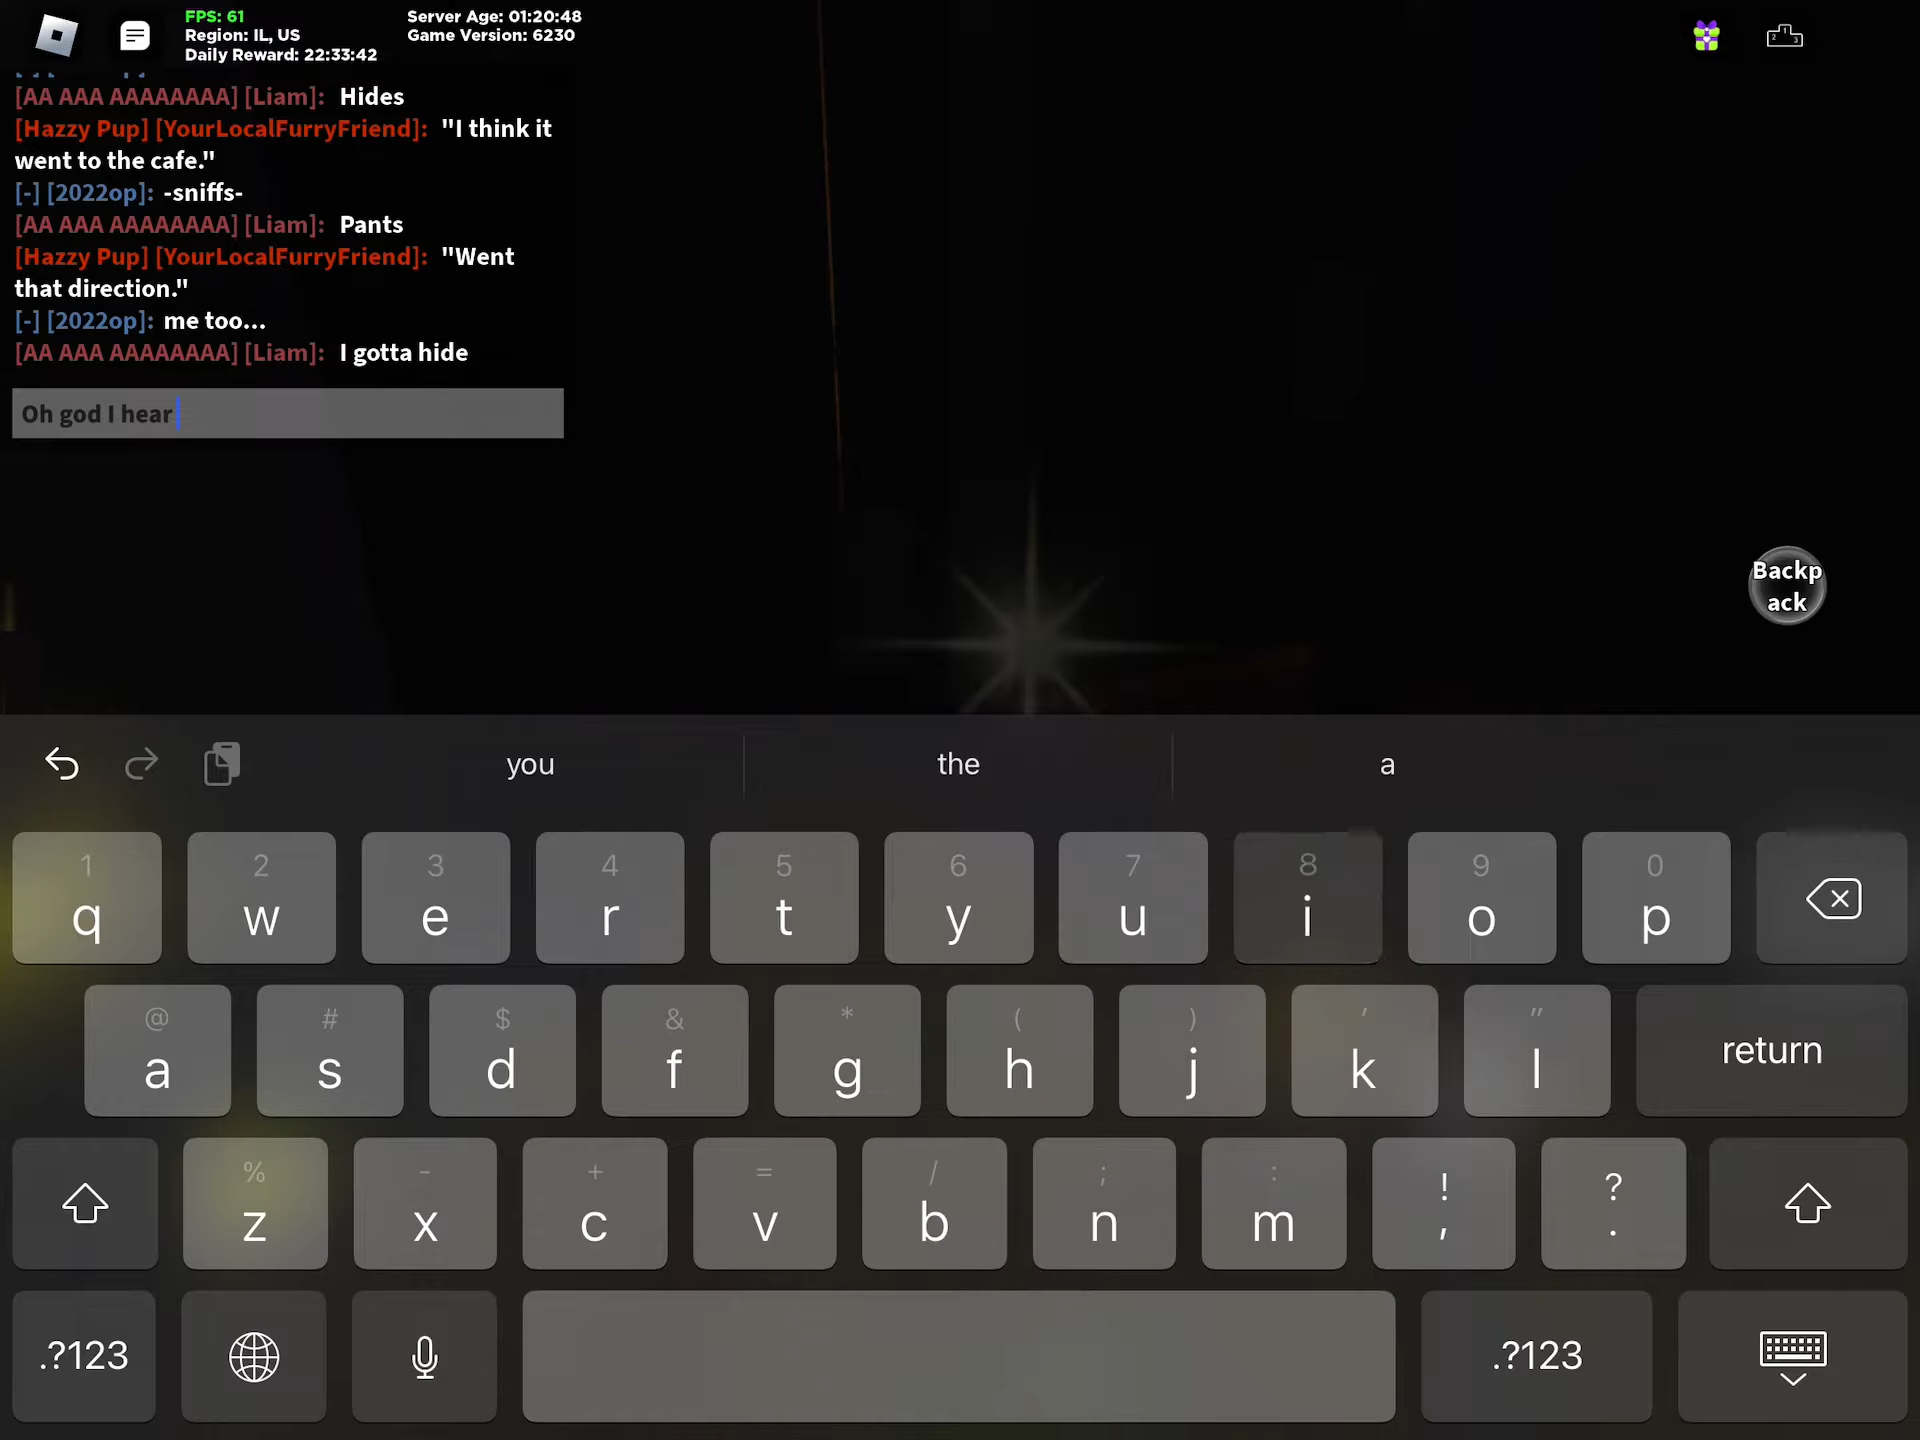 FPS: 61
Region: IL, US
Daily Reward: 22:33:42
Server Age: 01:20:48
Game Version: 6230
[AA AAA AAAAAAAA] [Liam]: Hides
[Hazzy Pup] [YourLocalFurryFriend]: "I think it
went to the cafe."
[-] [2022op]: -sniffs-
[AA AAA AAAAAAAA] [Liam]: Pants
[Hazzy Pup] [YourLocalFurryFriend]: "Went
that direction."
[-] [2022op]: me too...
[AA AAA AAAAAAAA] [Liam]: I gotta hide
Oh god I hear
Backp
ack
you the a
1 2 3 4 5 6 7 8 9 0
q w e r t y u i o p
@ # $ & * ( ) ' "
a s d f g h j k l return
% - + = / ; : ! ?
z x c v b n m , .
.?123 .?123